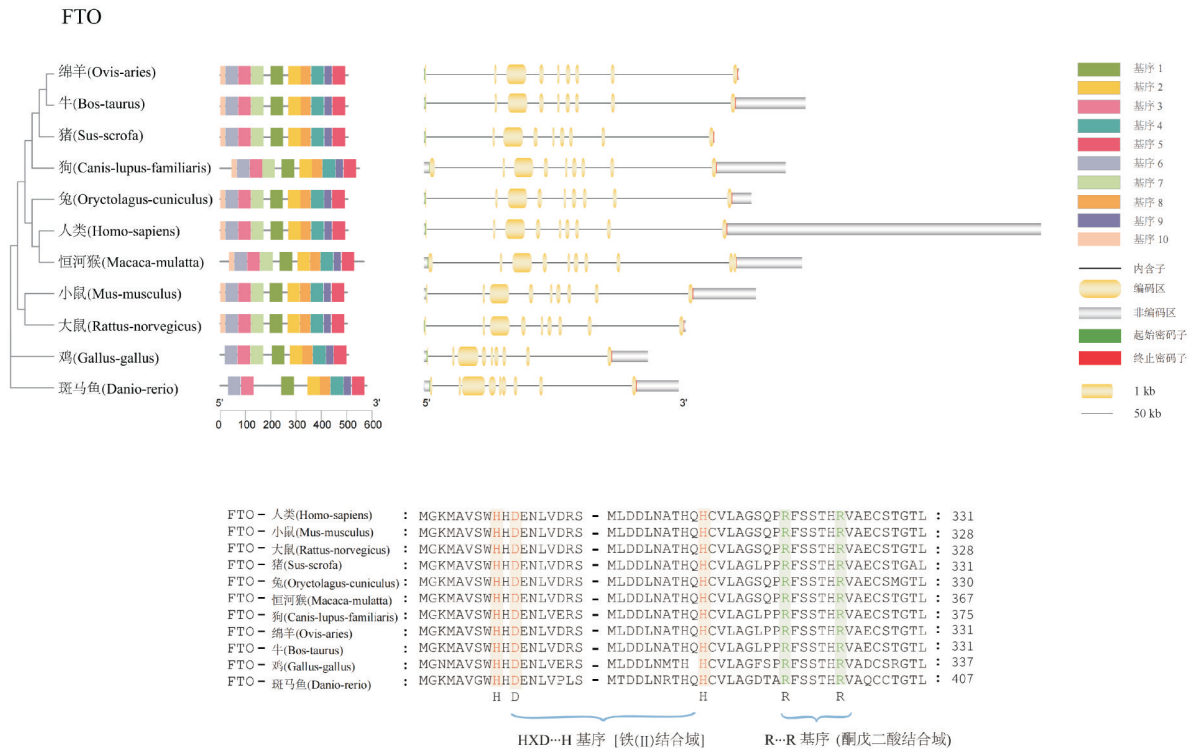 FTO
绵羊(Ovis-aries)
牛(Bos-taurus)
猪(Sus-scrofa)
狗(Canis-lupus-familiaris)
兔(Oryctolagus-cuniculus)
人类(Homo-sapiens)
恒河猴(Macaca-mulatta)
小鼠(Mus-musculus)
大鼠(Rattus-norvegicus)
鸡(Gallus-gallus)
斑马鱼(Danio-rerio)
5' 3'
0 100 200 300 400 500 600
5' 3'
基序 1
基序 2
基序 3
基序 4
基序 5
基序 6
基序 7
基序 8
基序 9
基序 10
内含子
编码区
非编码区
起始密码子
终止密码子
1 kb
50 kb
FTO－人类(Homo-sapiens) : MGKMAVSWHHDENLVDRS － MLDDLNATHQHCVLAGSQPRFSSTHRVAECSTGTL : 331
FTO－小鼠(Mus-musculus) : MGKMAVSWHHDENLVDRS － MLDDLNATHQHCVLAGSQPRFSSTHRVAECSTGTL : 328
FTO－大鼠(Rattus-norvegicus) : MGKMAVSWHHDENLVDRS － MLDDLNATHQHCVLAGSQPRFSSTHRVAECSTGTL : 328
FTO－猪(Sus-scrofa) : MGKMAVSWHHDENLVDRS － MLDDLNATHQHCVLAGLPPRFSSTHRVAECSTGAL : 331
FTO－兔(Oryctolagus-cuniculus) : MGKMAVSWHHDENLVDRS － MLDDLNATHQHCVLAGSQPRFSSTHRVAECSMGTL : 330
FTO－恒河猴(Macaca-mulatta) : MGKMAVSWHHDENLVDRS － MLDDLNATHQHCVLAGSQPRFSSTHRVAECSTGTL : 367
FTO－狗(Canis-lupus-familiaris) : MGKMAVSWHHDENLVERS － MLDDLNATHQHCVLAGLPPRFSSTHRVAECSTGTL : 375
FTO－绵羊(Ovis-aries) : MGKMAVSWHHDENLVDRS － MLDDLNATHQHCVLAGLPPRFSSTHRVAECSTGTL : 331
FTO－牛(Bos-taurus) : MGKMAVSWHHDENLVDRS － MLDDLNATHQHCVLAGLPPRFSSTHRVAECSTGTL : 331
FTO－鸡(Gallus-gallus) : MGNMAVSWHHDENLVERS － MLDDLNMTH HCVLAGFSPRFSSTHRVADCSRGTL : 337
FTO－斑马鱼(Danio-rerio) : MGKMAVGWHHDENLVPLS － MTDDLNRTHQHCVLAGDTARFSSTHRVAQCCTGTL : 407
H D H R R
HXD···H 基序 [铁(II)结合域] R···R 基序 (酮戊二酸结合域)